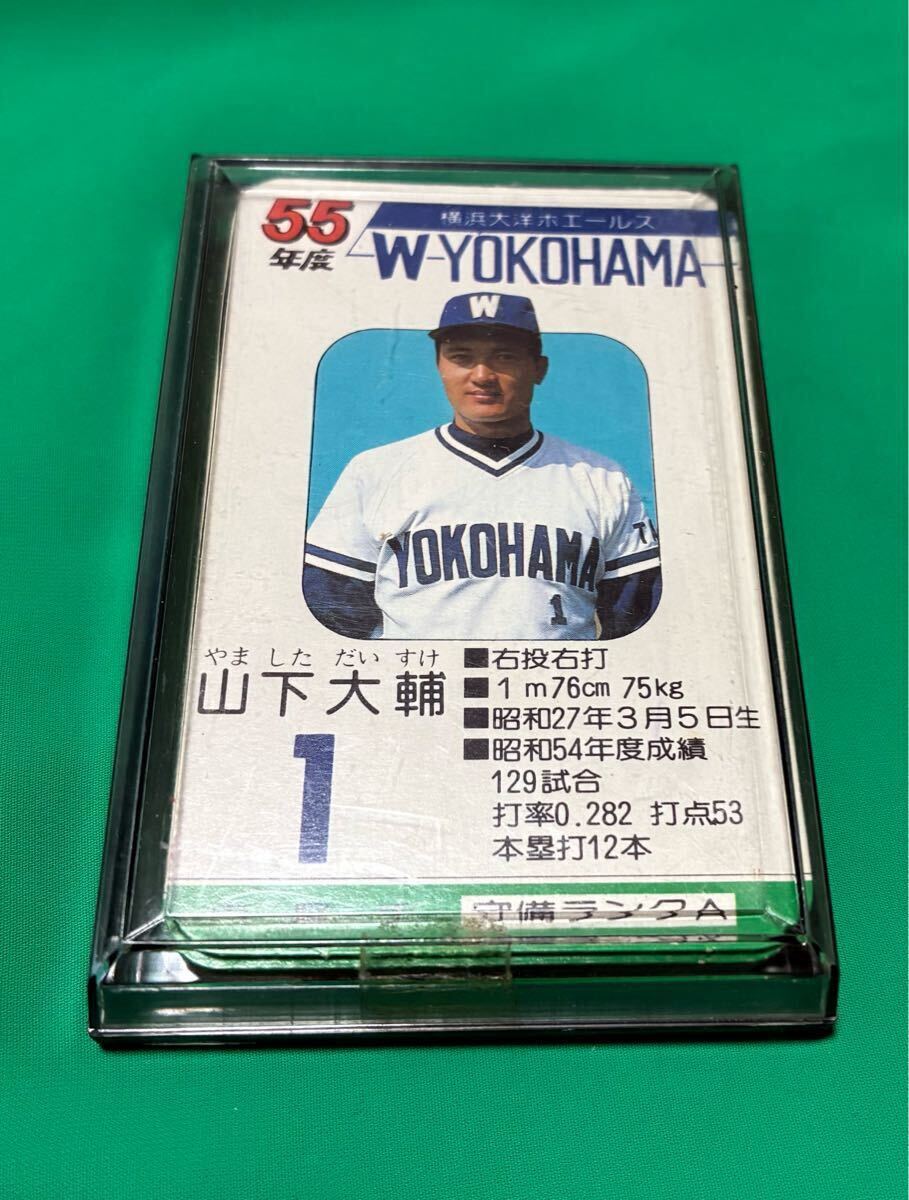 55
年度
横浜大洋ホエールス
W-YOKOHAMA
W
YOKOHAMA
1
やま した だい すけ
山下大輔
1
■右投右打
■1m76cm 75kg
■昭和27年3月5日生
■昭和54年度成績
129試合
打率0.282 打点53
本塁打12本
守備ランクA